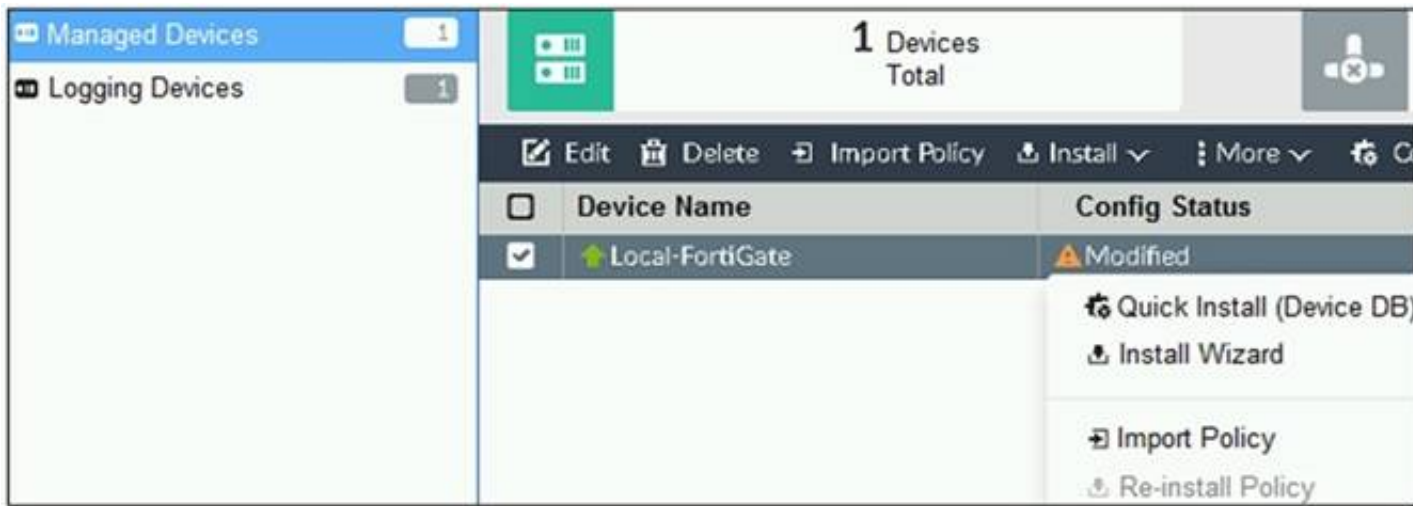 Managed Devices 1
Logging Devices 1
1 Devices
Total
Edit Delete Import Policy Install More
Device Name Config Status
Local-FortiGate Modified
Quick Install (Device DB)
Install Wizard
Import Policy
Re-install Policy